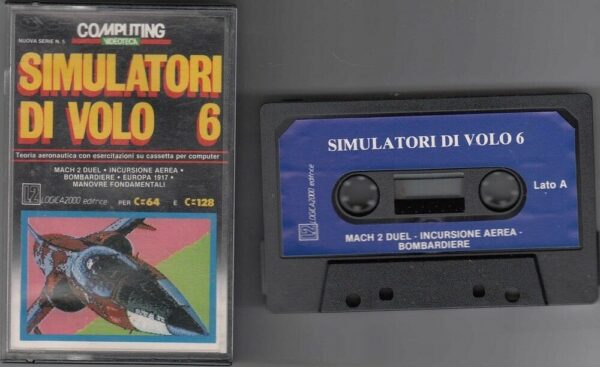 COMPUTING
VIDEOTECA
NUOVA SERIE N. 5
SIMULATORI
DI VOLO 6
Teoria aeronautica con esercitazioni su cassetta per computer
MACH 2 DUEL • INCURSIONE AEREA •
BOMBARDIERE • EUROPA 1917 •
MANOVRE FONDAMENTALI
LOGICA2000 editrice PER C=64 E C=128
SIMULATORI DI VOLO 6
Lato A
LOGICA2000 editrice
MACH 2 DUEL - INCURSIONE AEREA -
BOMBARDIERE